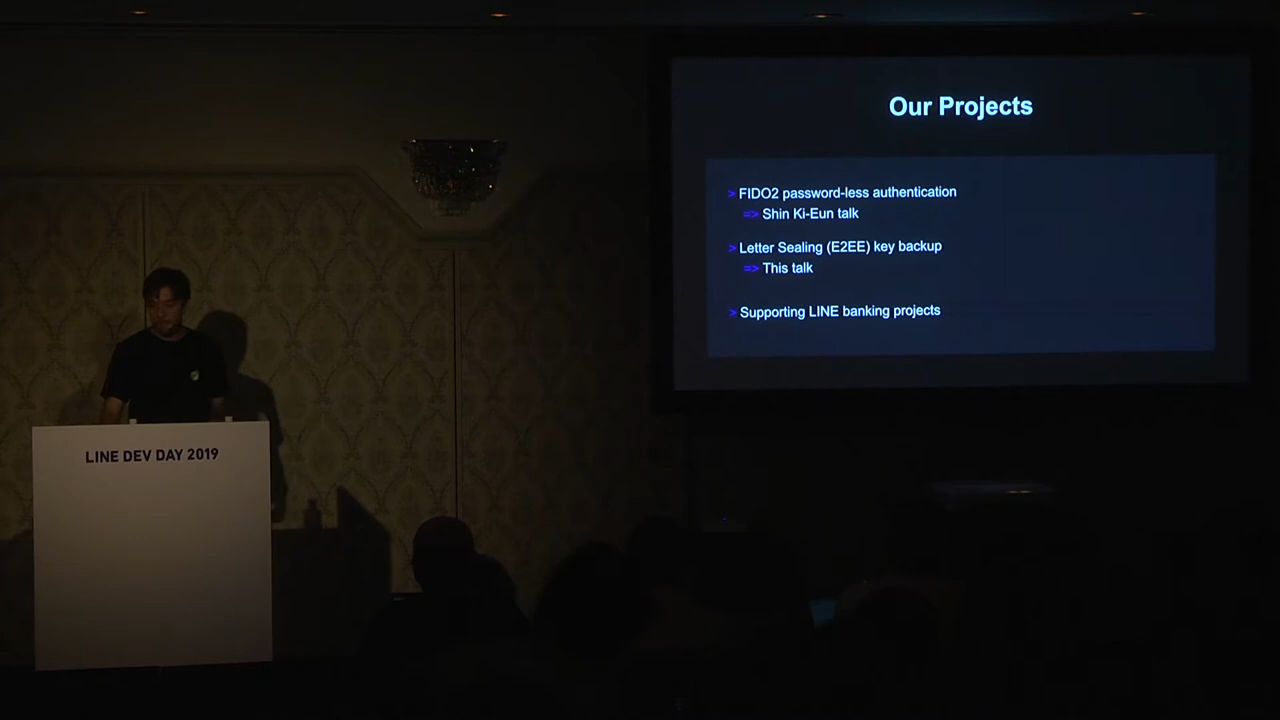 Our Projects
> FIDO2 password-less authentication
=> Shin Ki-Eun talk
> Letter Sealing (E2EE) key backup
=> This talk
> Supporting LINE banking projects
LINE DEV DAY 2019